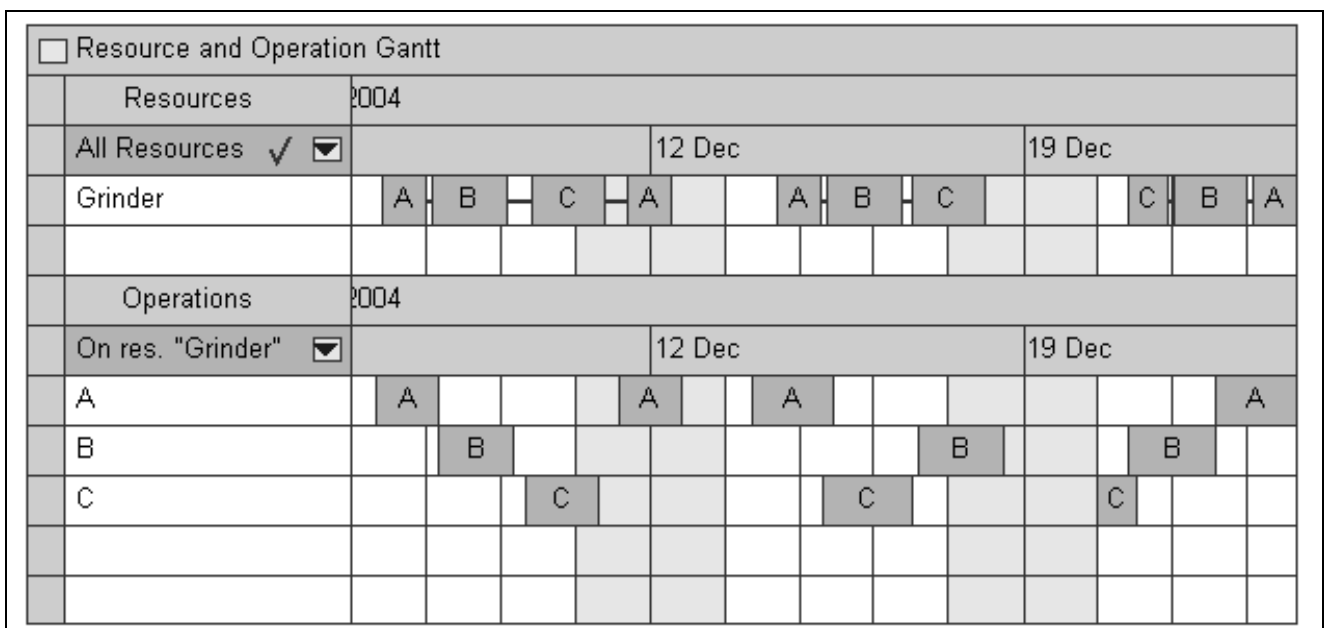 Resource and Operation Gantt
Resources 2004
All Resources 12 Dec 19 Dec
Grinder A B C A A B C C B A
Operations 2004
On res. "Grinder" 12 Dec 19 Dec
A A A A A
B B B B
C C C C